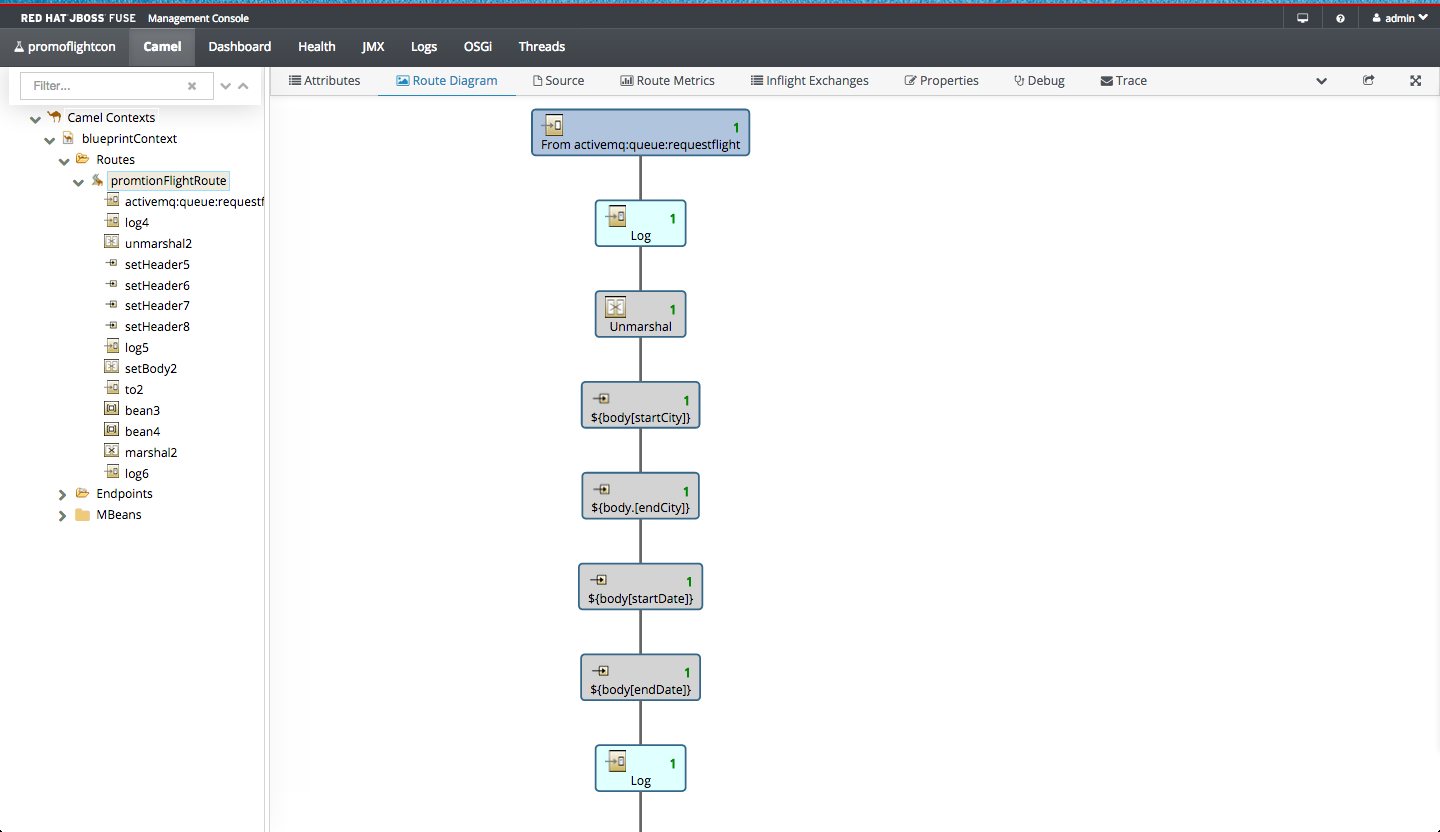 RED HAT JBOSS FUSE Management Console
admin
promoflightcon Camel Dashboard Health JMX Logs OSGi Threads
Filter...
Attributes Route Diagram Source Route Metrics Inflight Exchanges Properties Debug Trace
Camel Contexts
blueprintContext
Routes
promtionFlightRoute
activemq:queue:requestf
log4
unmarshal2
setHeader5
setHeader6
setHeader7
setHeader8
log5
setBody2
to2
bean3
bean4
marshal2
log6
Endpoints
MBeans
1
From activemq:queue:requestflight
1
Log
1
Unmarshal
1
${body[startCity]}
1
${body.[endCity]}
1
${body[startDate]}
1
${body[endDate]}
1
Log